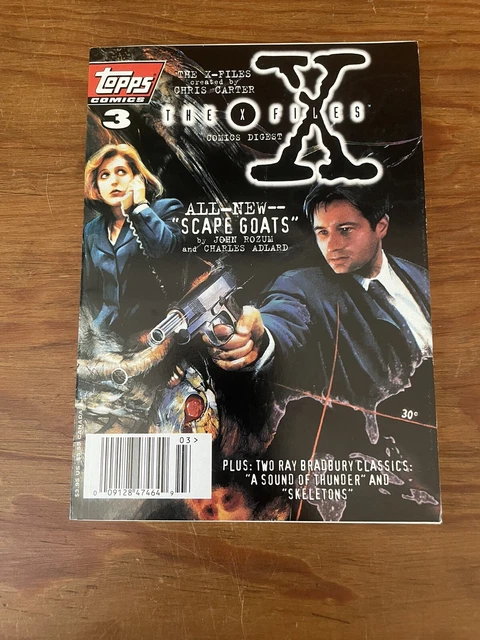 Topps
COMICS
3
THE X-FILES
created by
CHRIS CARTER
X
THE X FILES
COMICS DIGEST
ALL-NEW--
"SCAPE GOATS"
by JOHN ROZUM
and CHARLES ADLARD
30°
03>
0 09128 47464 9
PLUS: TWO RAY BRADBURY CLASSICS:
"A SOUND OF THUNDER" AND
"SKELETONS"